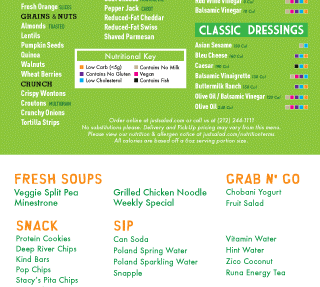 Fresh Orange SLICES
GRAINS & NUTS
Almonds TOASTED
Lentils
Pumpkin Seeds
Quinoa
Walnuts
Wheat Berries
CRUNCH
Crispy Wontons
Croutons MULTIGRAIN
Crunchy Onions
Tortilla Strips
Pepper Jack CABOT
Reduced-Fat Cheddar
Reduced-Fat Swiss
Shaved Parmesan
Nutritional Key
Low Carb (<5g)
Contains No Gluten
Low Cholesterol
Contains No Milk
Vegan
Contains Fish
Red Wine Vinegar
Balsamic Vinegar
CLASSIC DRESSINGS
Asian Sesame
Bleu Cheese
Caesar
Balsamic Vinaigrette
Buttermilk Ranch
Olive Oil / Balsamic Vinegar
Olive Oil
Order online at justsalad.com or call us at (212) 244-1111
No substitutions please. Delivery and Pick Up pricing may vary from this menu.
Please view our nutrition & allergen notice at justsalad.com/nutritionterms.
All calories are based off a 2oz serving portion size.
FRESH SOUPS
Veggie Split Pea
Minestrone
Grilled Chicken Noodle
Weekly Special
GRAB N' GO
Chobani Yogurt
Fruit Salad
SNACK
Protein Cookies
Deep River Chips
Kind Bars
Pop Chips
Stacy's Pita Chips
SIP
Can Soda
Poland Spring Water
Poland Sparkling Water
Snapple
Vitamin Water
Hint Water
Zico Coconut
Runa Energy Tea